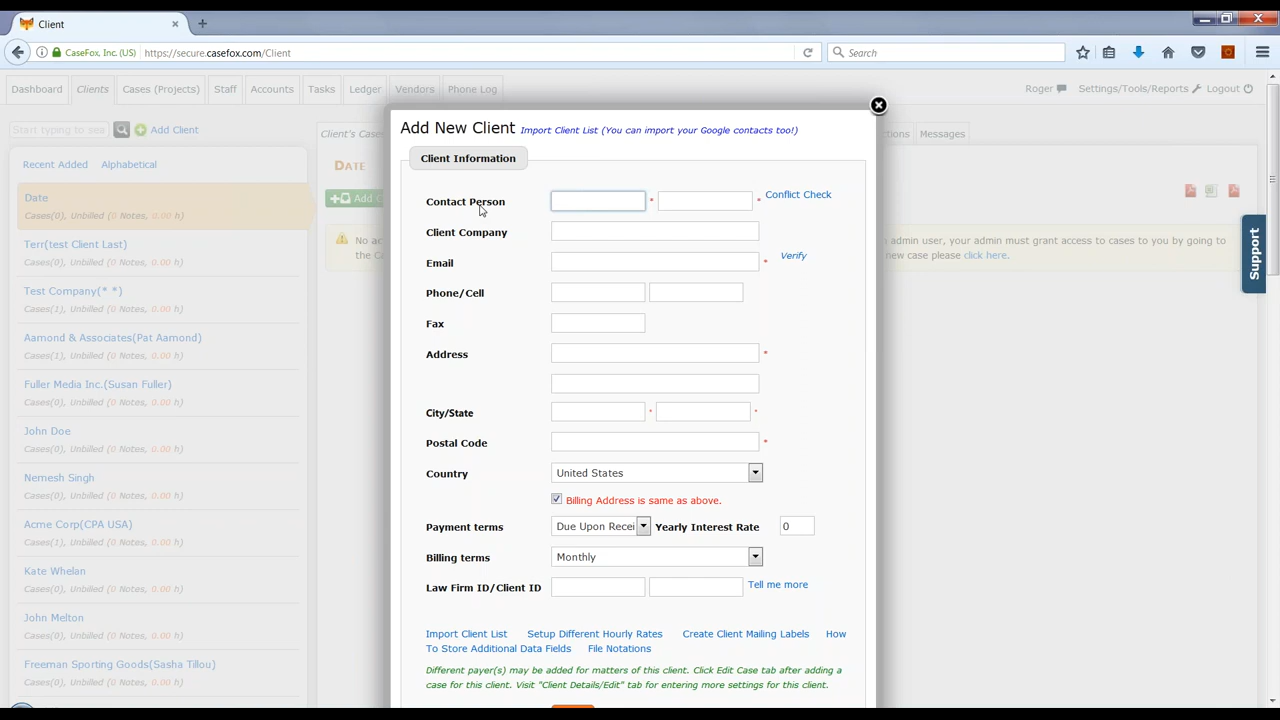 Client
CaseFox, Inc. (US) https://secure.casefox.com/Client Search
Dashboard Clients Cases (Projects) Staff Accounts Tasks Ledger Vendors Phone Log Roger Settings/Tools/Reports Logout
Start typing to sea Add Client
Client's Case
Messages
Recent Added Alphabetical
DATE
Date
Cases(0), Unbilled (0 Notes, 0.00 h)
Terr(test Client Last)
Cases(0), Unbilled (0 Notes, 0.00 h)
Test Company(* *)
Cases(1), Unbilled (0 Notes, 0.00 h)
Aamond & Associates(Pat Aamond)
Cases(1), Unbilled (0 Notes, 0.00 h)
Fuller Media Inc.(Susan Fuller)
Cases(0), Unbilled (0 Notes, 0.00 h)
John Doe
Cases(0), Unbilled (0 Notes, 0.00 h)
Nemesh Singh
Cases(0), Unbilled (0 Notes, 0.00 h)
Acme Corp(CPA USA)
Cases(1), Unbilled (0 Notes, 0.00 h)
Kate Whelan
Cases(0), Unbilled (0 Notes, 0.00 h)
John Melton
Cases(0), Unbilled (0 Notes, 0.00 h)
Freeman Sporting Goods(Sasha Tillou)
Cases(0), Unbilled (0 Notes, 0.00 h)
Add C
No ac
the Ca
n admin user, your admin must grant access to cases to you by going to
new case please click here.
Support
Add New Client Import Client List (You can import your Google contacts too!)
Client Information
Contact Person * * Conflict Check
Client Company
Email * Verify
Phone/Cell
Fax
Address *
City/State * *
Postal Code *
Country United States
Billing Address is same as above.
Payment terms Due Upon Recei Yearly Interest Rate 0
Billing terms Monthly
Law Firm ID/Client ID Tell me more
Import Client List Setup Different Hourly Rates Create Client Mailing Labels How
To Store Additional Data Fields File Notations
Different payer(s) may be added for matters of this client. Click Edit Case tab after adding a
case for this client. Visit "Client Details/Edit" tab for entering more settings for this client.